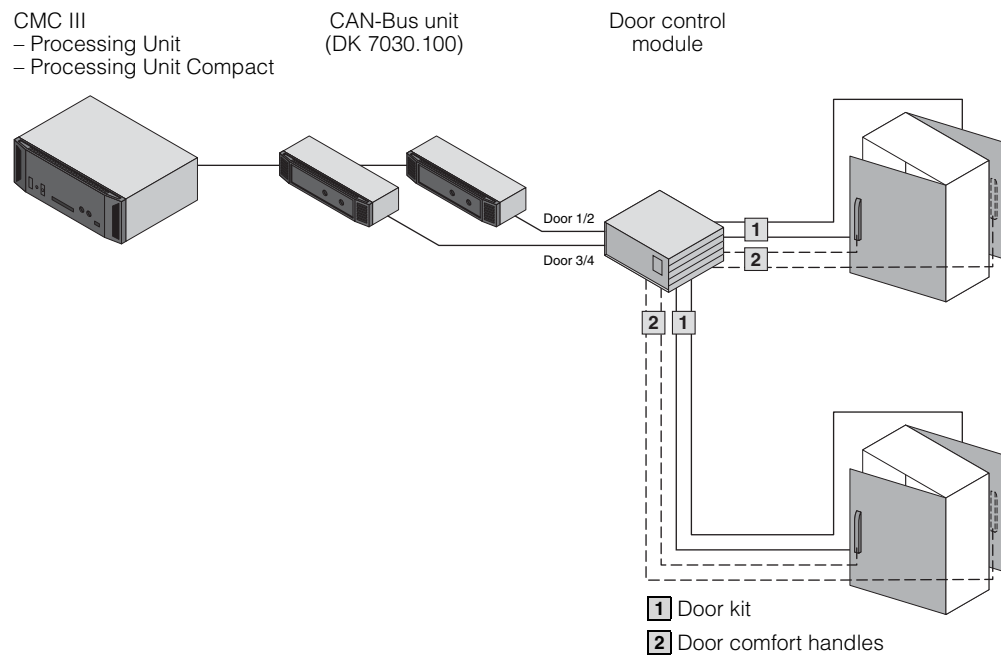 CMC III
– Processing Unit
– Processing Unit Compact
CAN-Bus unit
(DK 7030.100)
Door control
module
Door 1/2
Door 3/4
1
2
2 1
1 Door kit
2 Door comfort handles